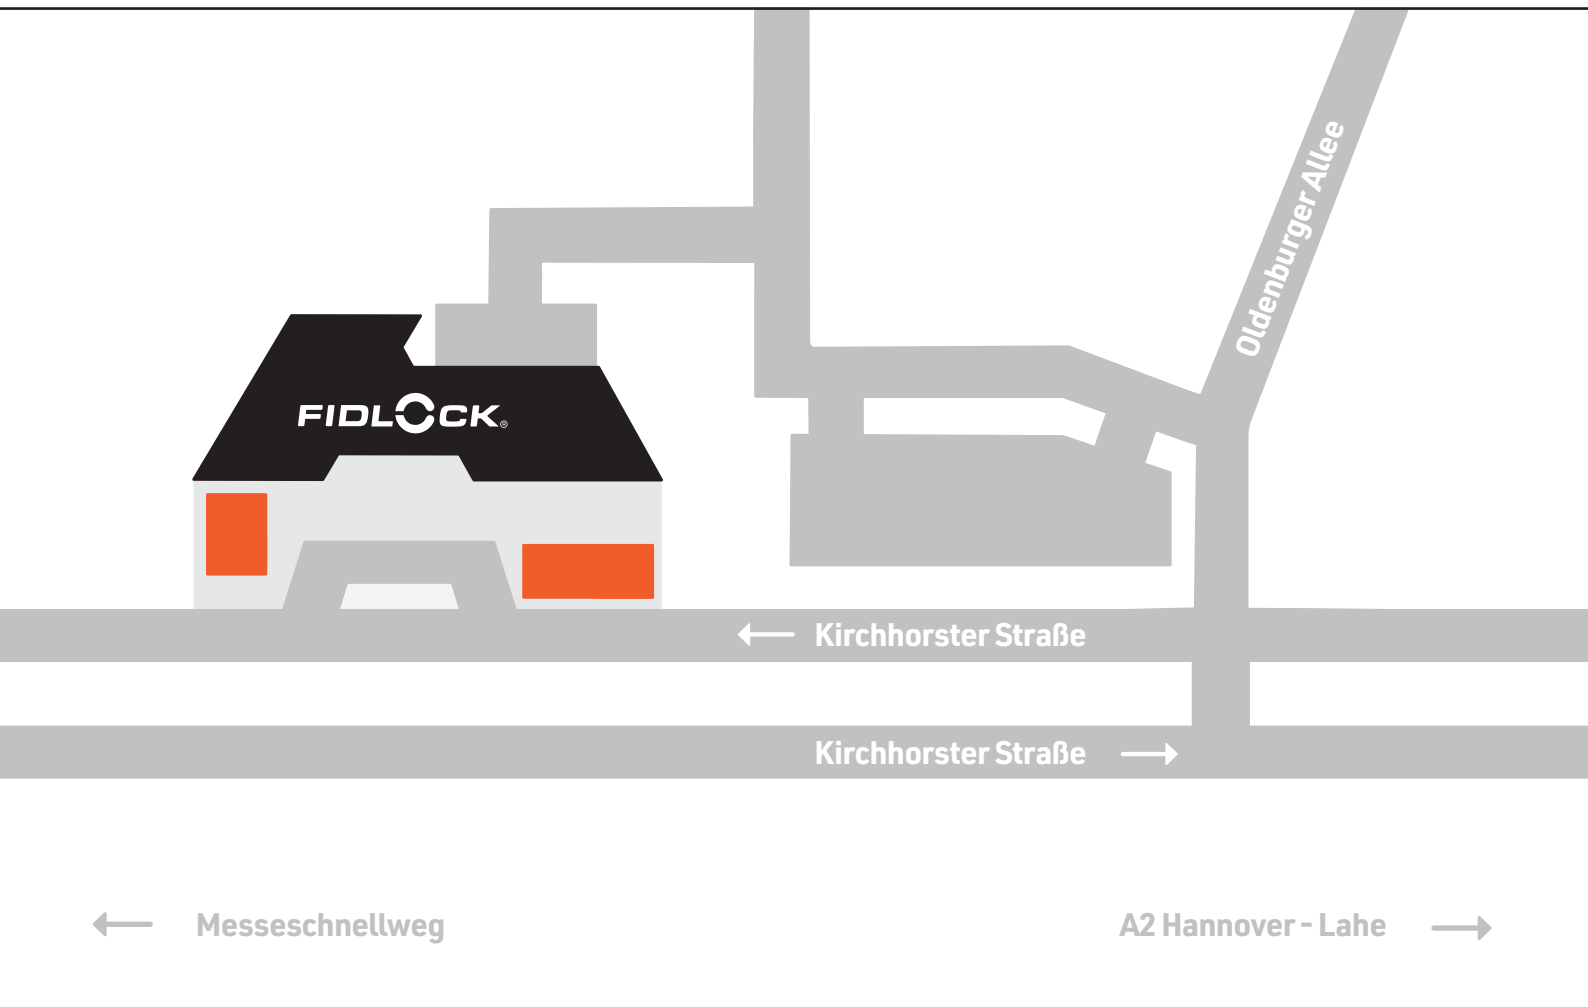 Oldenburger Allee
FIDLOCK®
← Kirchhorster Straße
Kirchhorster Straße →
← Messeschnellweg
A2 Hannover - Lahe →